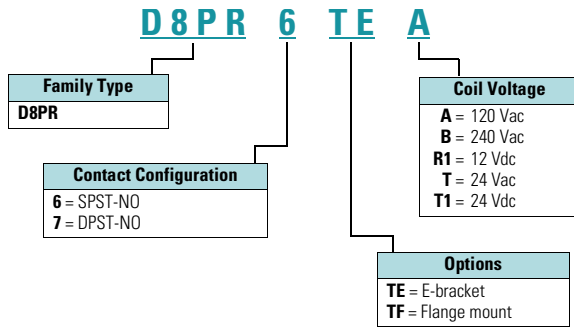 D8PR 6 TE A
Family Type
D8PR
Contact Configuration
6 = SPST-NO
7 = DPST-NO
Coil Voltage
A = 120 Vac
B = 240 Vac
R1 = 12 Vdc
T = 24 Vac
T1 = 24 Vdc
Options
TE = E-bracket
TF = Flange mount